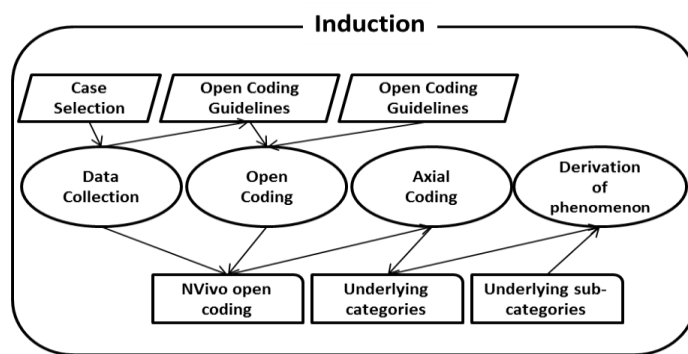 Induction
Case
Selection
Open Coding
Guidelines
Open Coding
Guidelines
Data
Collection
Open
Coding
Axial
Coding
Derivation
of
phenomenon
NVivo open
coding
Underlying
categories
Underlying sub-
categories